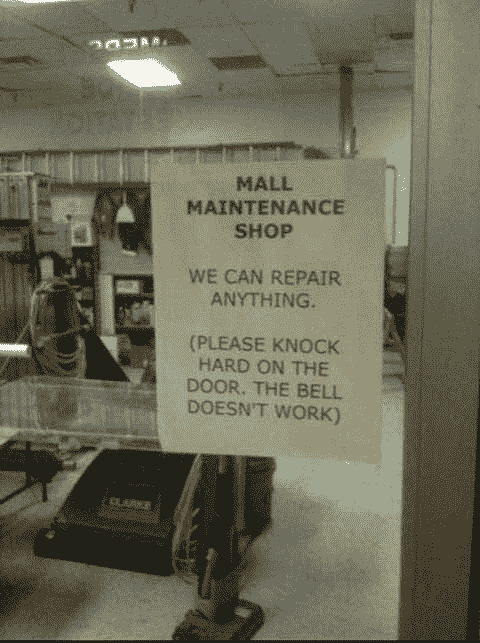 MALL
MAINTENANCE
SHOP
WE CAN REPAIR
ANYTHING.
(PLEASE KNOCK
HARD ON THE
DOOR. THE BELL
DOESN'T WORK)
CLARKE